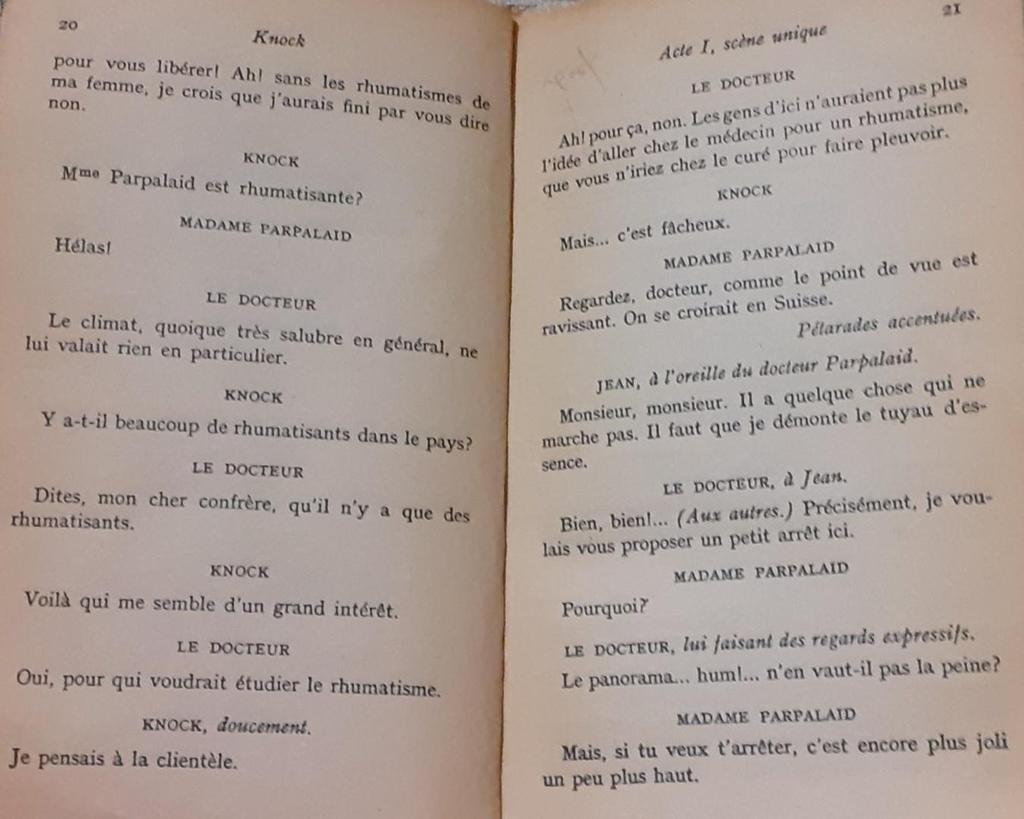 20
Knock
pour vous libérer! Ah! sans les rhumatismes de
ma femme, je crois que j'aurais fini par vous dire
non.
KNOCK
Mme Parpalaid est rhumatisante?
MADAME PARPALAID
Hélas!
LE DOCTEUR
Le climat, quoique très salubre en général, ne
lui valait rien en particulier.
KNOCK
Y a-t-il beaucoup de rhumatisants dans le pays?
LE DOCTEUR
Dites, mon cher confrère, qu'il n'y a que des
rhumatisants.
KNOCK
Voilà qui me semble d'un grand intérêt.
LE DOCTEUR
Oui, pour qui voudrait étudier le rhumatisme.
KNOCK, doucement.
Je pensais à la clientèle.
21
Acte I, scène unique
LE DOCTEUR
Ah! pour ça, non. Les gens d'ici n'auraient pas plus
l'idée d'aller chez le médecin pour un rhumatisme,
que vous n'iriez chez le curé pour faire pleuvoir.
KNOCK
Mais... c'est fâcheux.
MADAME PARPALAID
Regardez, docteur, comme le point de vue est
ravissant. On se croirait en Suisse.
Pétarades accentuées.
JEAN, à l'oreille du docteur Parpalaid.
Monsieur, monsieur. Il a quelque chose qui ne
marche pas. Il faut que je démonte le tuyau d'es-
sence.
LE DOCTEUR, à Jean.
Bien, bien!... (Aux autres.) Précisément, je vou-
lais vous proposer un petit arrêt ici.
MADAME PARPALAID
Pourquoi?
LE DOCTEUR, lui faisant des regards expressifs.
Le panorama... hum!... n'en vaut-il pas la peine?
MADAME PARPALAID
Mais, si tu veux t'arrêter, c'est encore plus joli
un peu plus haut.